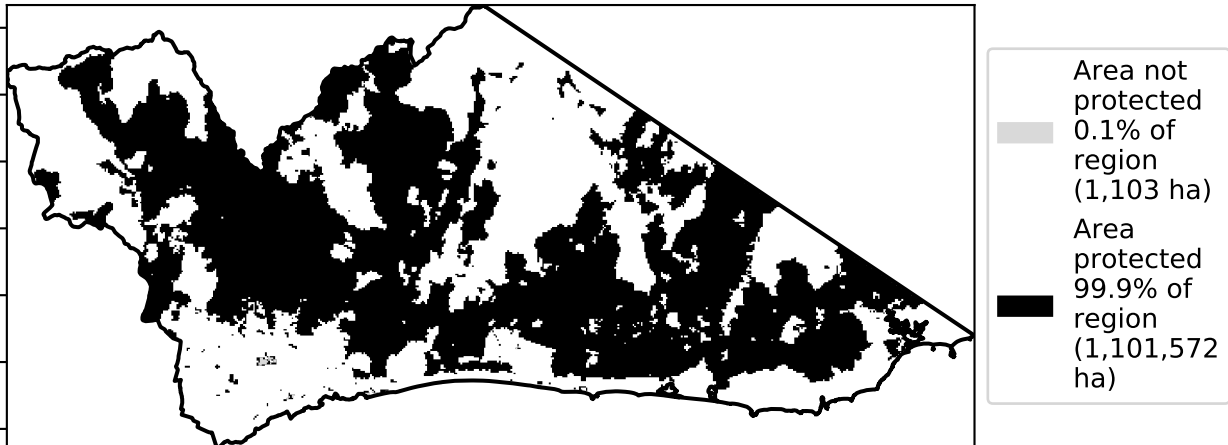 Area not
protected
0.1% of
region
(1,103 ha)
Area
protected
99.9% of
region
(1,101,572
ha)